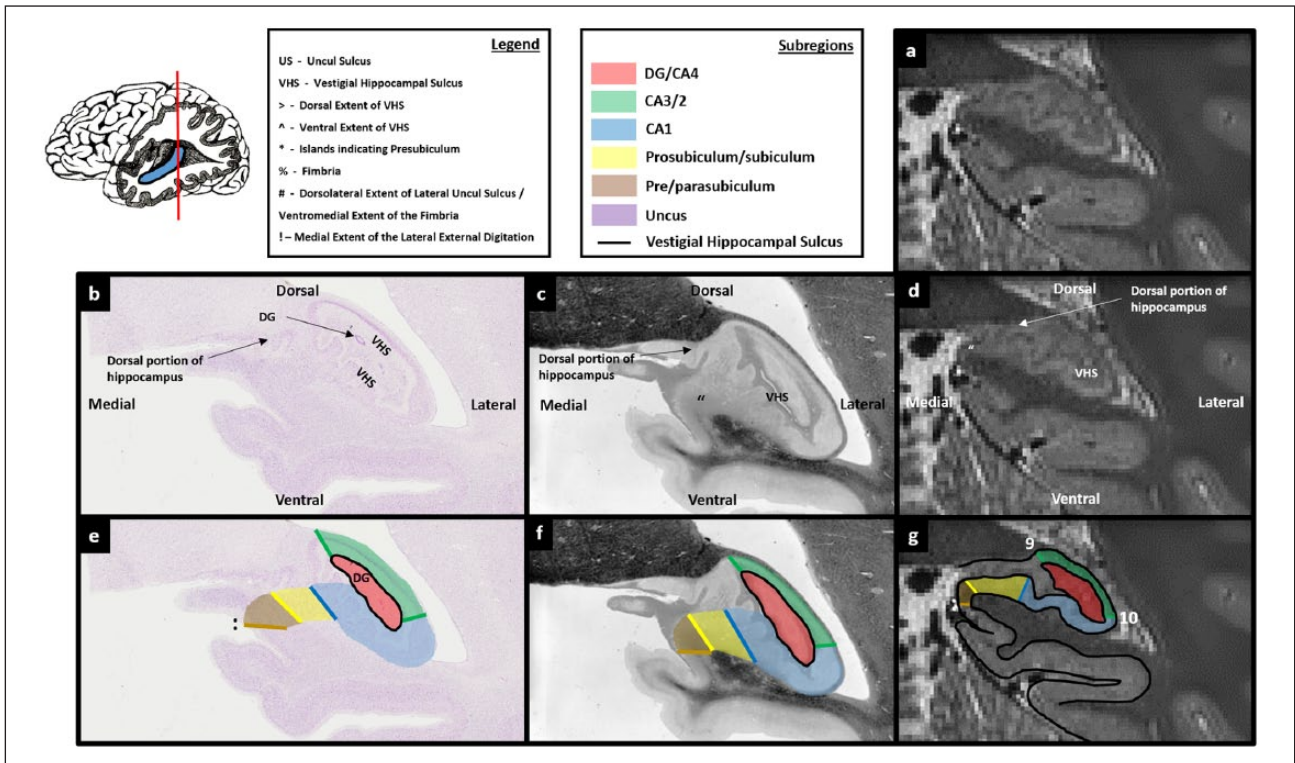 Legend
US - Uncul Sulcus
VHS - Vestigial Hippocampal Sulcus
> - Dorsal Extent of VHS
^ - Ventral Extent of VHS
* - Islands indicating Presubiculum
% - Fimbria
# - Dorsolateral Extent of Lateral Uncul Sulcus /
Ventromedial Extent of the Fimbria
! – Medial Extent of the Lateral External Digitation
Subregions
DG/CA4
CA3/2
CA1
Prosubiculum/subiculum
Pre/parasubiculum
Uncus
Vestigial Hippocampal Sulcus
a
b
Dorsal
DG
VHS
Dorsal portion of
hippocampus
VHS
Medial
Lateral
Ventral
c
Dorsal
Dorsal portion of
hippocampus
Medial
“
VHS
Lateral
Ventral
d
Dorsal
Dorsal portion of
hippocampus
“
VHS
Medial
Lateral
Ventral
e
DG
:
f
g
9
10